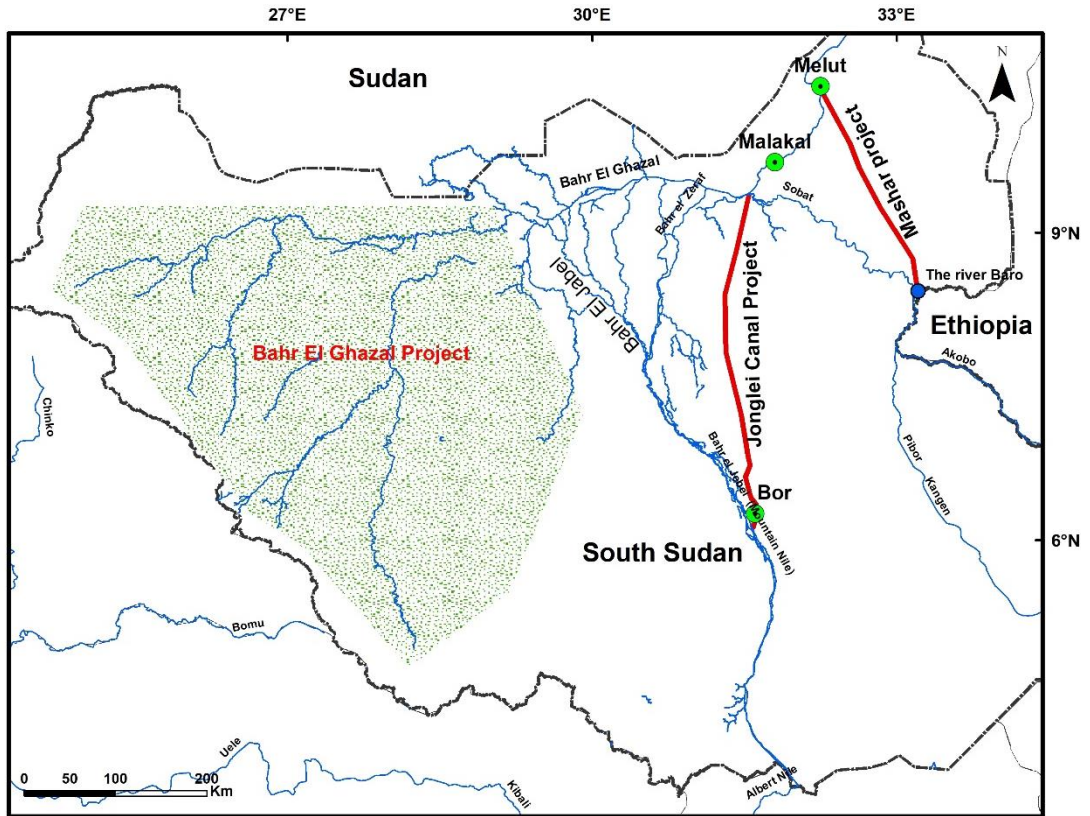 27°E
30°E
33°E
Sudan
N
Melut
Malakal
Mashar project
Bahr El Ghazal
Bahr el Zeraf
Sobat
9°N
The river Baro
Bahr El Jabel
Ethiopia
Bahr El Ghazal Project
Jonglei Canal Project
Akobo
Chinko
Pibor
Kangen
Bahr el Jebel (Mountain Nile)
Bor
6°N
South Sudan
Bomu
Uele
Kibali
Albert Nile
0 50 100 200
Km